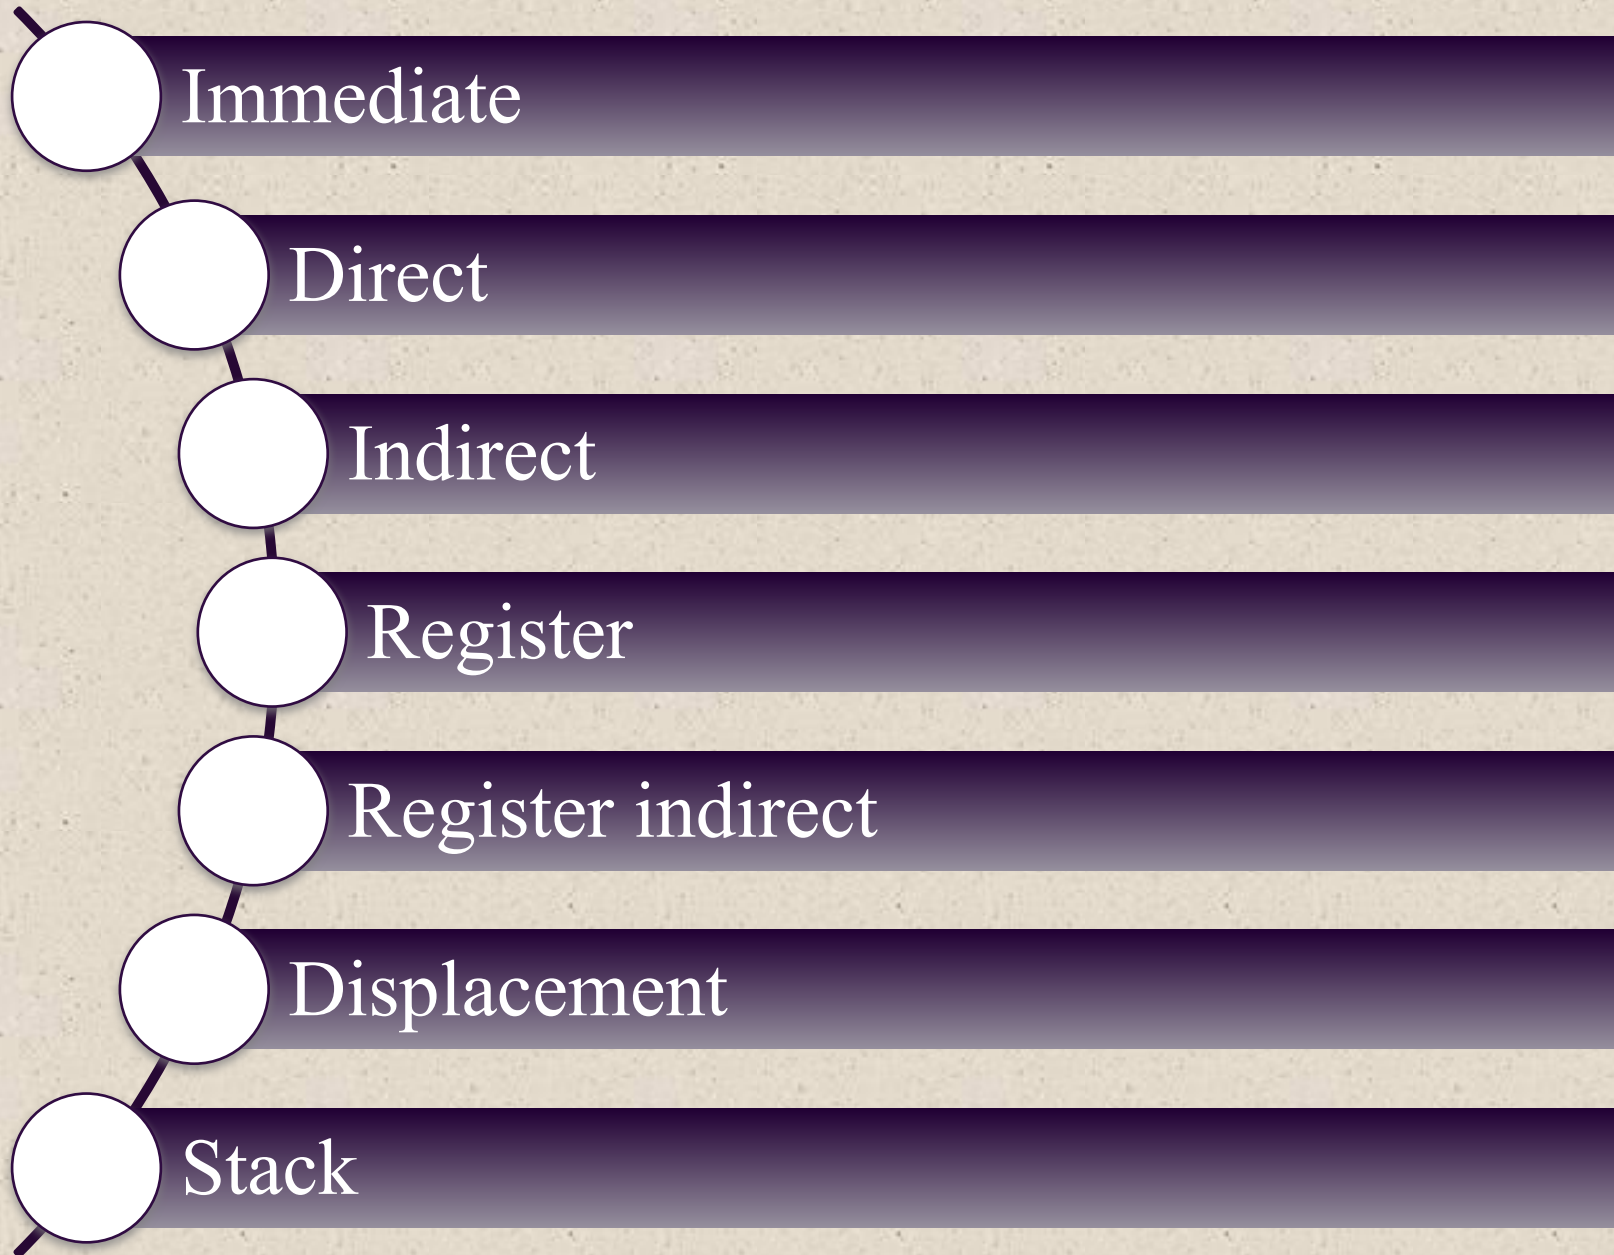 Immediate
Direct
Indirect
Register
Register indirect
Displacement
Stack